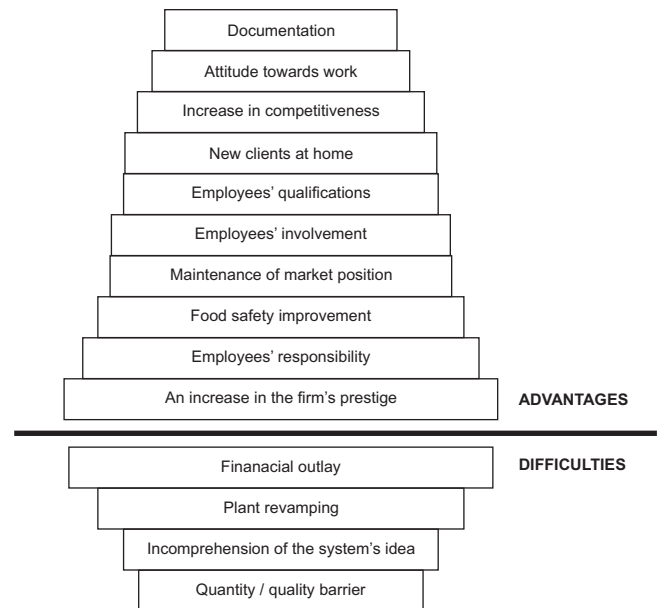 Documentation
Attitude towards work
Increase in competitiveness
New clients at home
Employees’ qualifications
Employees’ involvement
Maintenance of market position
Food safety improvement
Employees’ responsibility
An increase in the firm’s prestige
ADVANTAGES
Finanacial outlay
DIFFICULTIES
Plant revamping
Incomprehension of the system’s idea
Quantity / quality barrier